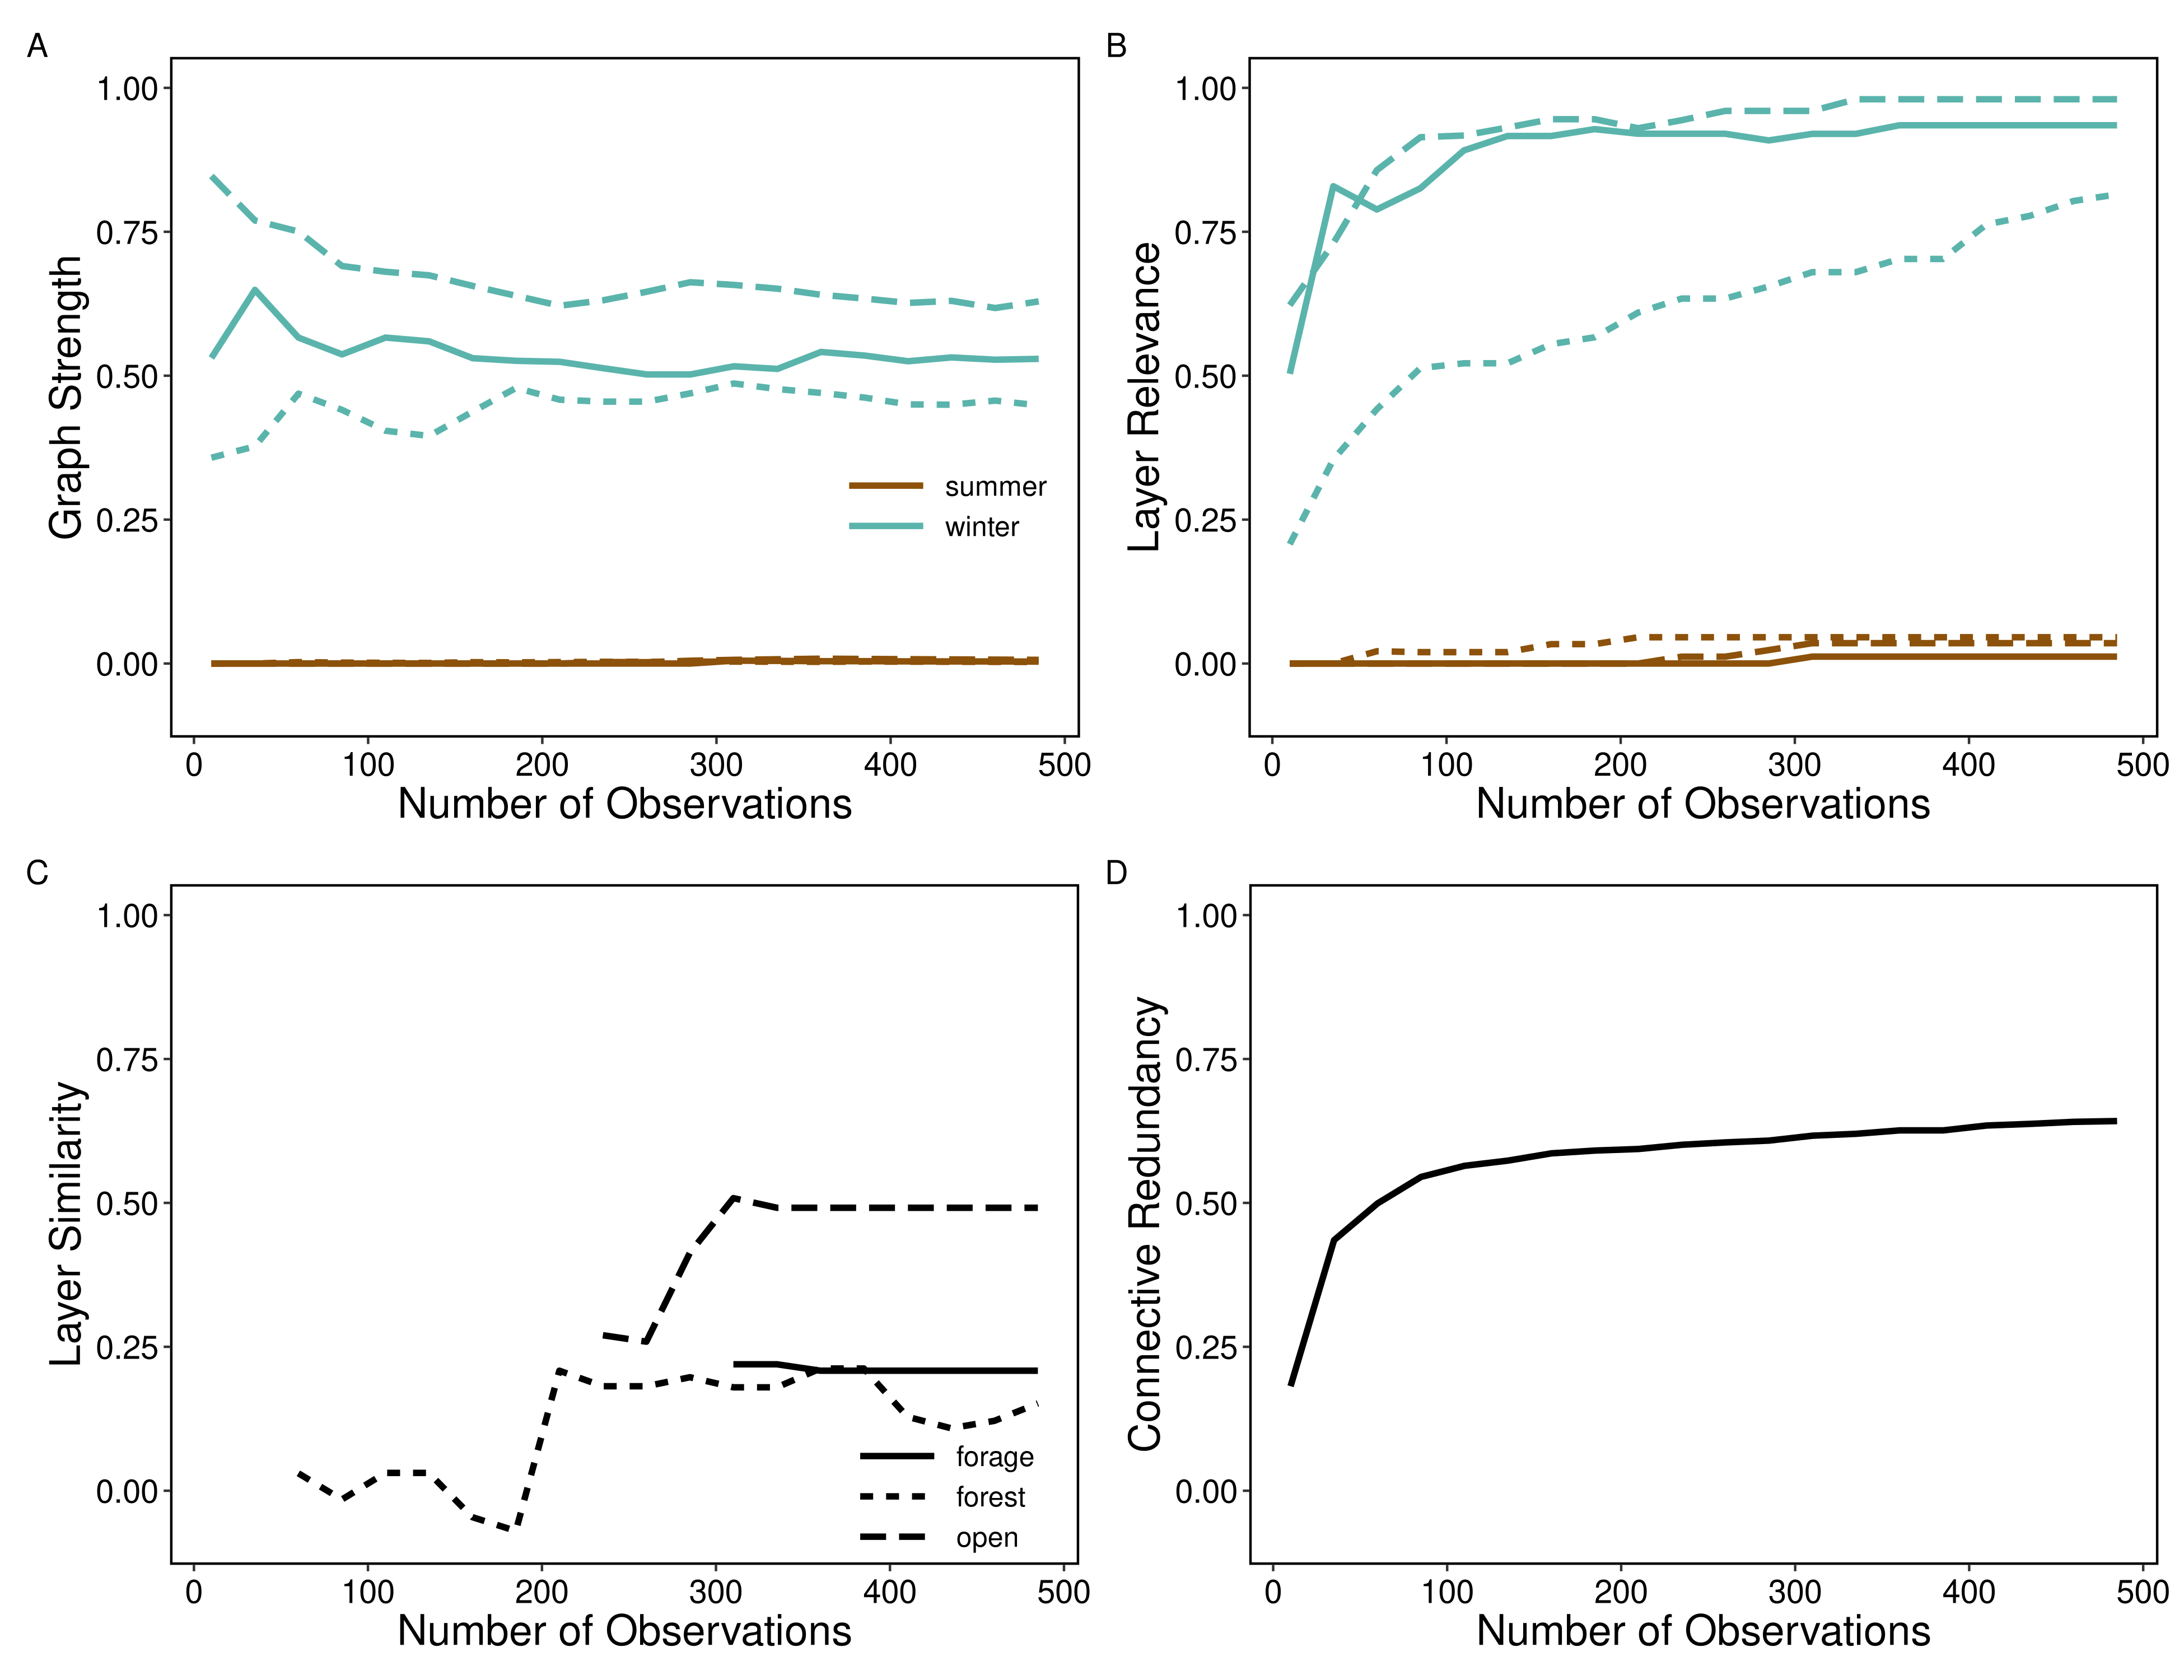 A
Graph Strength
1.00
0.75
0.50
0.25
0.00
summer
winter
0 100 200 300 400 500
Number of Observations
B
Layer Relevance
1.00
0.75
0.50
0.25
0.00
0 100 200 300 400 500
Number of Observations
C
Layer Similarity
1.00
0.75
0.50
0.25
0.00
forage
forest
open
0 100 200 300 400 500
Number of Observations
D
Connective Redundancy
1.00
0.75
0.50
0.25
0.00
0 100 200 300 400 500
Number of Observations